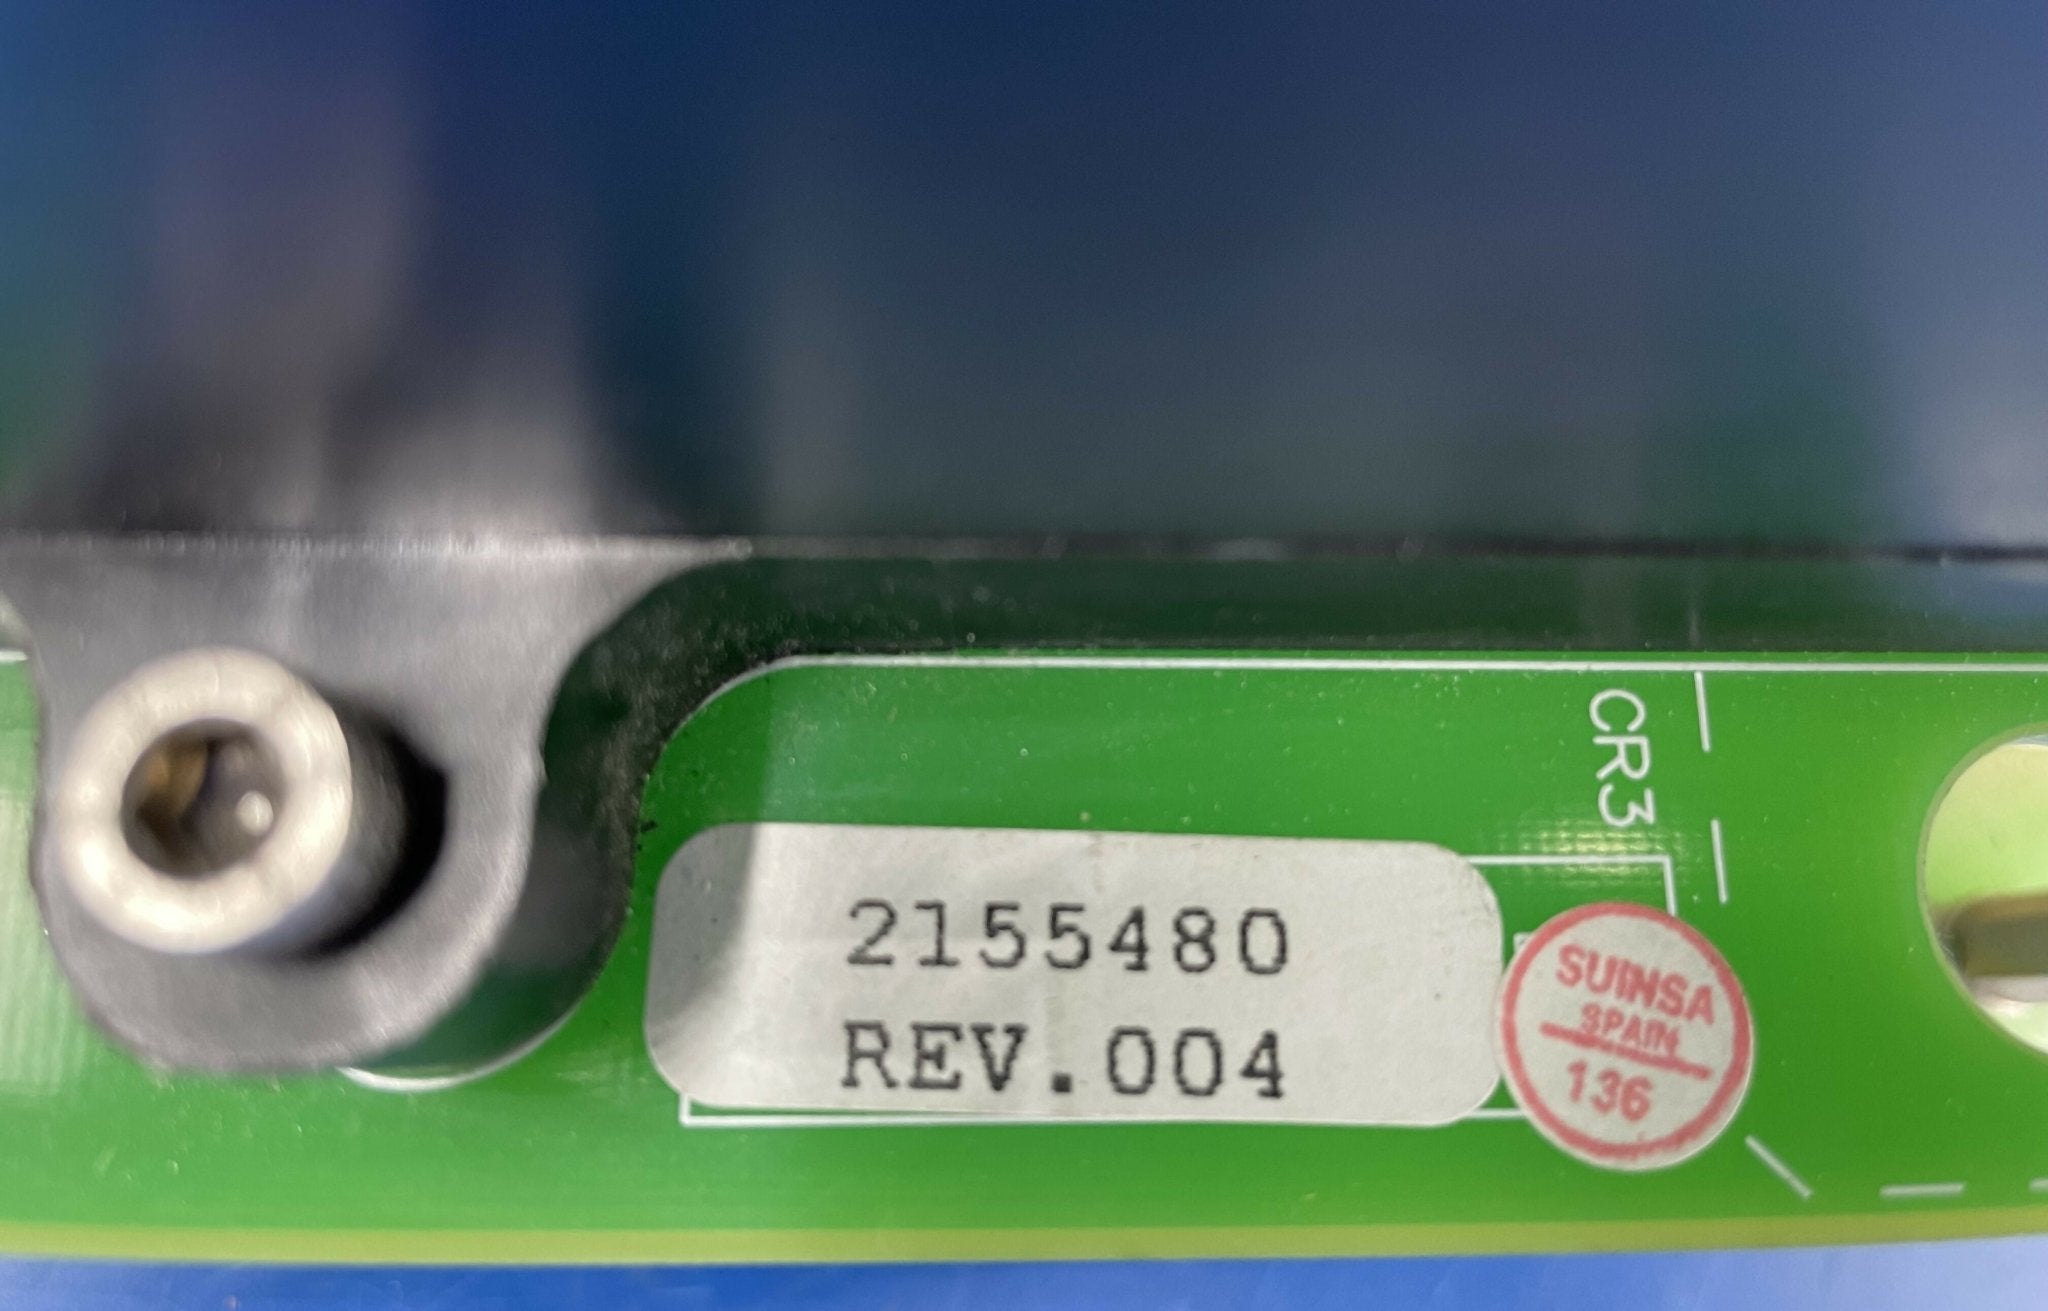 CR3
2155480
REV.004
SUINSA
SPAIN
136